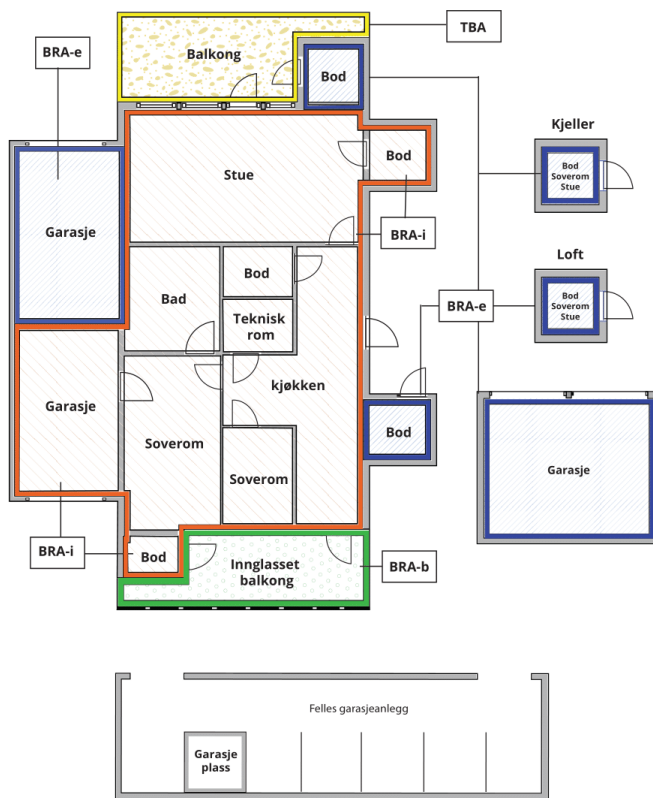 TBA
BRA-e
Balkong
Bod
Kjeller
Bod
Soverom
Stue
Stue
Bod
BRA-i
Garasje
Loft
Bod
Soverom
Stue
Bad
Bod
BRA-e
Teknisk
rom
kjøkken
Garasje
Soverom
Bod
Garasje
Soverom
BRA-i
Bod
Innglasset
balkong
BRA-b
Felles garasjeanlegg
Garasje
plass